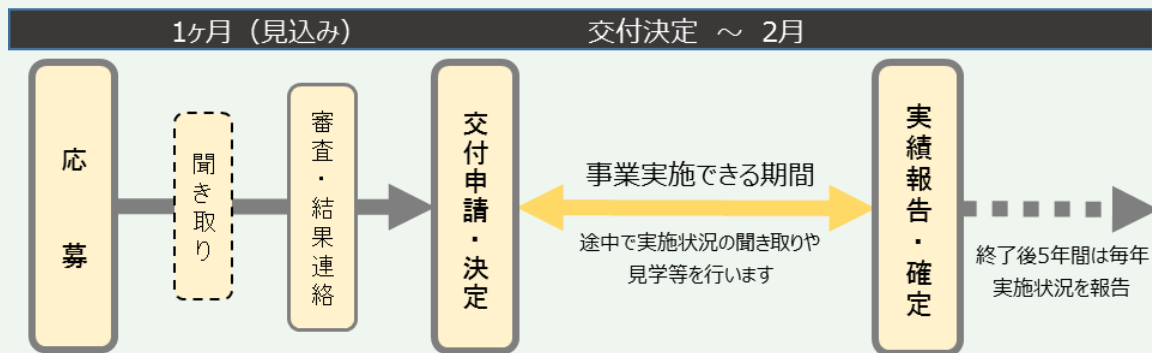 1ヶ月（見込み）
交付決定 ～ 2月
応募
聞き取り
審査・結果連絡
交付申請・決定
事業実施できる期間
途中で実施状況の聞き取りや
見学等を行います
実績報告・確定
終了後5年間は毎年
実施状況を報告